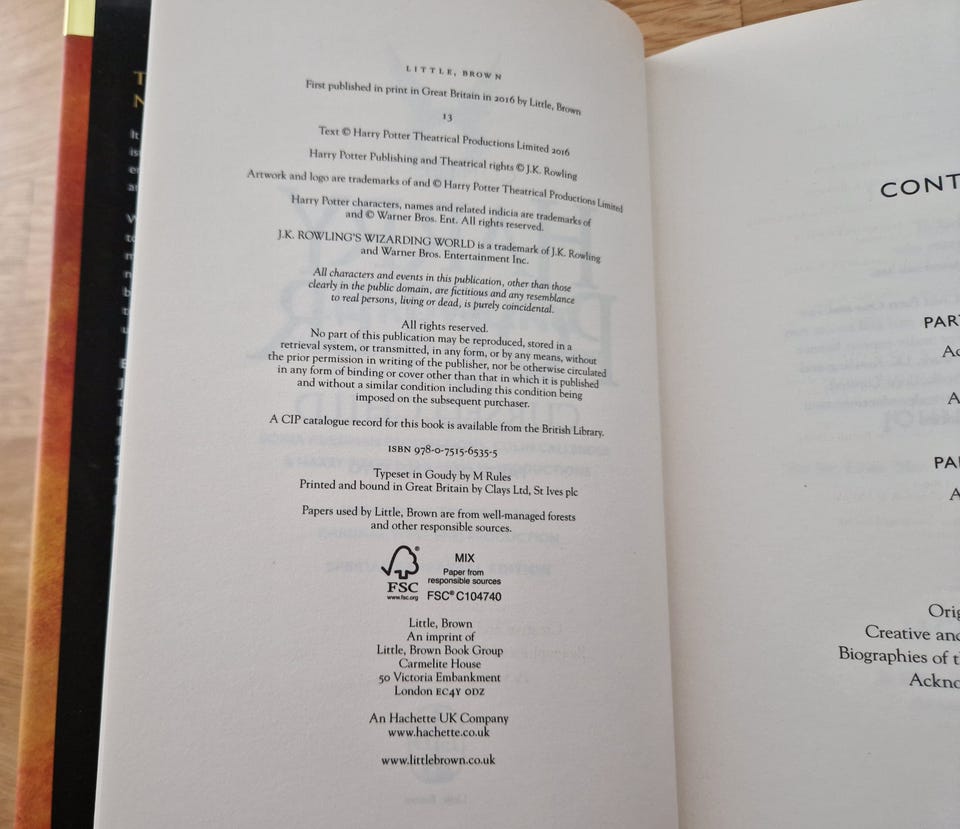 LITTLE, BROWN
First published in print in Great Britain in 2016 by Little, Brown
13
Text © Harry Potter Theatrical Productions Limited 2016
Harry Potter Publishing and Theatrical rights © J.K. Rowling
Artwork and logo are trademarks of and © Harry Potter Theatrical Productions Limited
Harry Potter characters, names and related indicia are trademarks of
and © Warner Bros. Ent. All rights reserved.
J.K. ROWLING'S WIZARDING WORLD is a trademark of J.K. Rowling
and Warner Bros. Entertainment Inc.
All characters and events in this publication, other than those
clearly in the public domain, are fictitious and any resemblance
to real persons, living or dead, is purely coincidental.
All rights reserved.
No part of this publication may be reproduced, stored in a
retrieval system, or transmitted, in any form, or by any means, without
the prior permission in writing of the publisher, nor be otherwise circulated
in any form of binding or cover other than that in which it is published
and without a similar condition including this condition being
imposed on the subsequent purchaser.
A CIP catalogue record for this book is available from the British Library.
ISBN 978-0-7515-6535-5
Typeset in Goudy by M Rules
Printed and bound in Great Britain by Clays Ltd, St Ives plc
Papers used by Little, Brown are from well-managed forests
and other responsible sources.
FSC
www.fsc.org
MIX
Paper from
responsible sources
FSC® C104740
Little, Brown
An imprint of
Little, Brown Book Group
Carmelite House
50 Victoria Embankment
London EC4Y 0DZ
An Hachette UK Company
www.hachette.co.uk
www.littlebrown.co.uk
CONT
PART
Ac
A
PA
A
Orig
Creative and
Biographies of t
Ackno